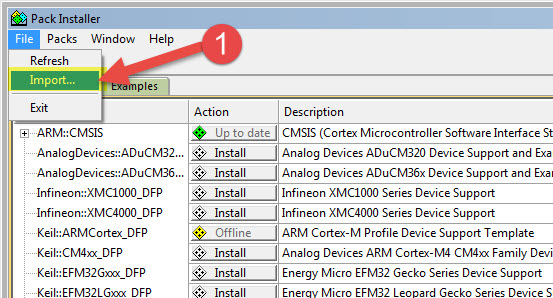 Pack Installer
File Packs Window Help
1
Refresh
Import...
Exit
Examples
Action Description
ARM::CMSIS Up to date CMSIS (Cortex Microcontroller Software Interface St
AnalogDevices::ADuCM32... Install Analog Devices ADuCM320 Device Support and Exa
AnalogDevices::ADuCM36... Install Analog Devices ADuCM36x Device Support and Exa
Infineon::XMC1000_DFP Install Infineon XMC1000 Series Device Support
Infineon::XMC4000_DFP Install Infineon XMC4000 Series Device Support
Keil::ARMCortex_DFP Offline ARM Cortex-M Profile Device Support Template
Keil::CM4xx_DFP Install Analog Devices ARM Cortex-M4 CM4xx Family Devi
Keil::EFM32Gxxx_DFP Install Energy Micro EFM32 Gecko Series Device Support
Keil::EFM32LGxxx_DFP Install Energy Micro EFM32 Leopard Gecko Series Device S